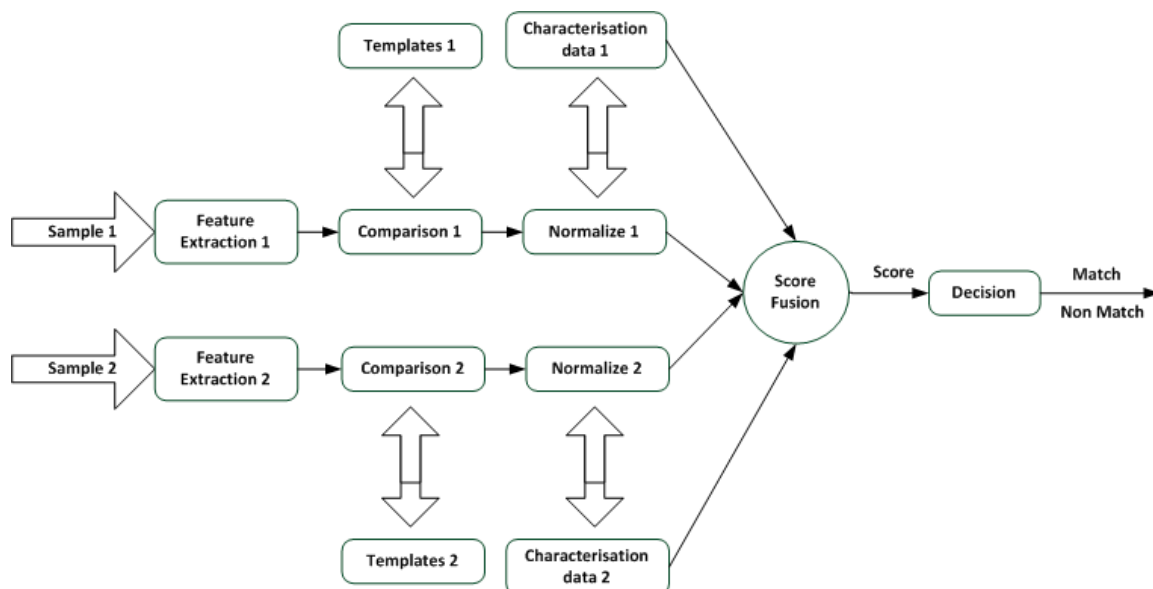 Templates 1
Characterisation
data 1
Sample 1
Feature
Extraction 1
Comparison 1
Normalize 1
Score
Fusion
Score
Decision
Match
Non Match
Sample 2
Feature
Extraction 2
Comparison 2
Normalize 2
Templates 2
Characterisation
data 2